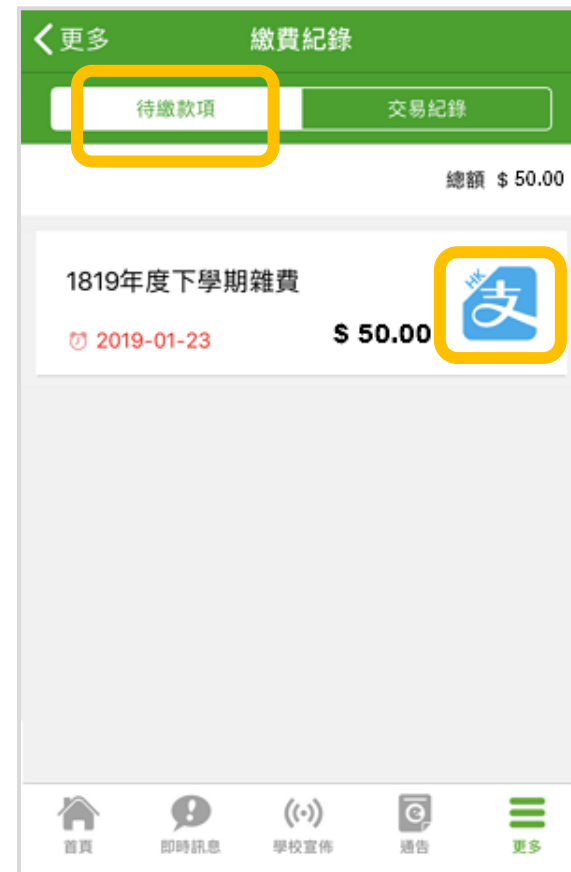 更多 繳費紀錄
待繳款項 交易紀錄
總額 $ 50.00
1819年度下學期雜費
2019-01-23 $ 50.00
HK 支
首頁 即時訊息 學校宣佈 通告 更多